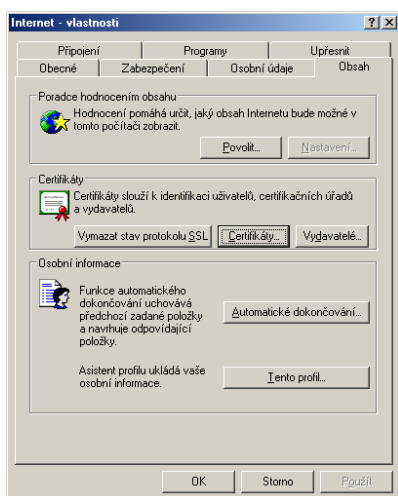 Internet - vlastnosti
Připojení Programy Upřesnit
Obecné Zabezpečení Osobní údaje Obsah
Poradce hodnocením obsahu
Hodnocení pomáhá určit, jaký obsah Internetu bude možné v
tomto počítači zobrazit.
Povolit... Nastavení...
Certifikáty
Certifikáty slouží k identifikaci uživatelů, certifikačních úřadů
a vydavatelů.
Vymazat stav protokolu SSL Certifikáty... Vydavatelé...
Osobní informace
Funkce automatického
dokončování uchovává
předchozí zadané položky
a navrhuje odpovídající
položky.
Automatické dokončování...
Asistent profilu ukládá vaše
osobní informace.
Tento profil...
OK Storno Použít